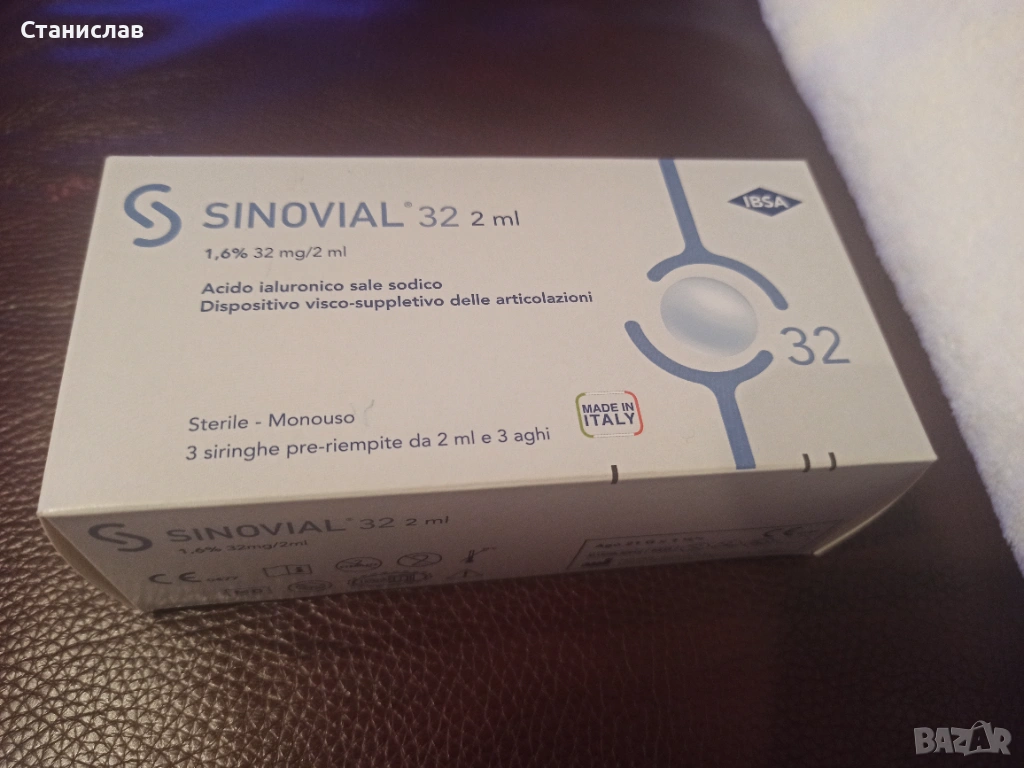 Станислав
SINOVIAL® 32 2 ml
IBSA
1,6% 32 mg/2 ml
Acido ialuronico sale sodico
Dispositivo visco-suppletivo delle articolazioni
32
MADE IN
ITALY
Sterile - Monouso
3 siringhe pre-riempite da 2 ml e 3 aghi
SINOVIAL® 32 2 ml
1,6% 32mg/2ml
CE
BAZAR